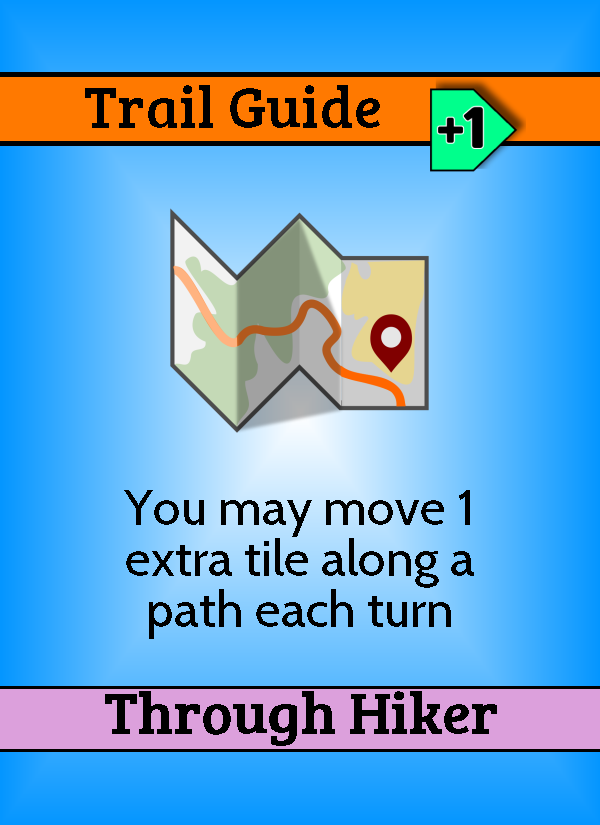 Trail Guide
+1
You may move 1
extra tile along a
path each turn
Through Hiker